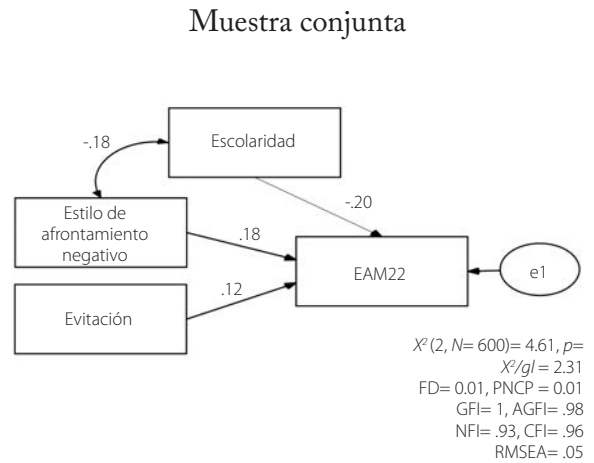 Muestra conjunta
-.18
Escolaridad
-.20
Estilo de
afrontamiento
negativo
.18
EAM22
e1
Evitación
.12
X² (2, N= 600)= 4.61, p=
X²/gl = 2.31
FD= 0.01, PNCP = 0.01
GFI= 1, AGFI= .98
NFI= .93, CFI= .96
RMSEA= .05